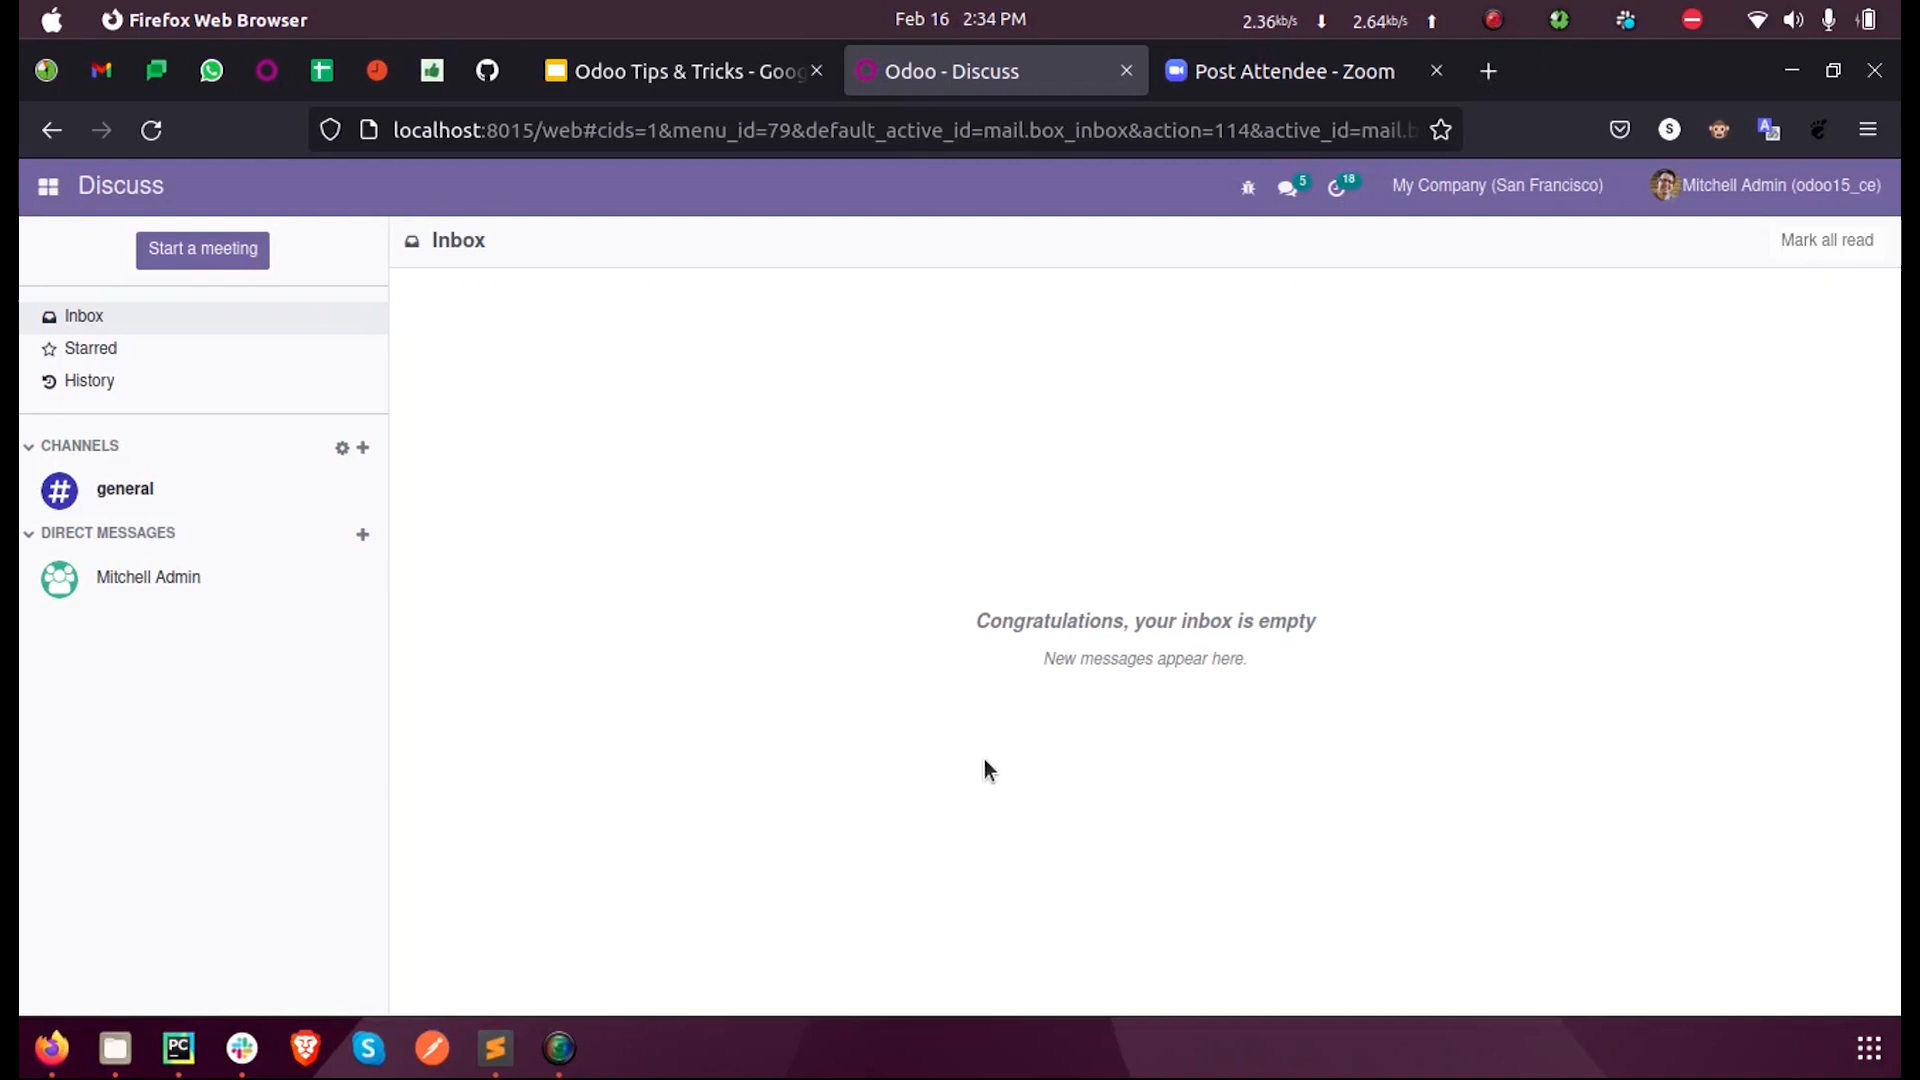 Firefox Web Browser
Feb 16 2:34 PM
2.36kb/s 2.64kb/s
Odoo Tips & Tricks - Goog
Odoo - Discuss
Post Attendee - Zoom
localhost:8015/web#cids=1&menu_id=79&default_active_id=mail.box_inbox&action=114&active_id=mail.b
S
A
Discuss
5
18
My Company (San Francisco)
Mitchell Admin (odoo15_ce)
Start a meeting
Inbox
Mark all read
Inbox
Starred
History
CHANNELS
# general
DIRECT MESSAGES
Mitchell Admin
Congratulations, your inbox is empty
New messages appear here.
PC
S